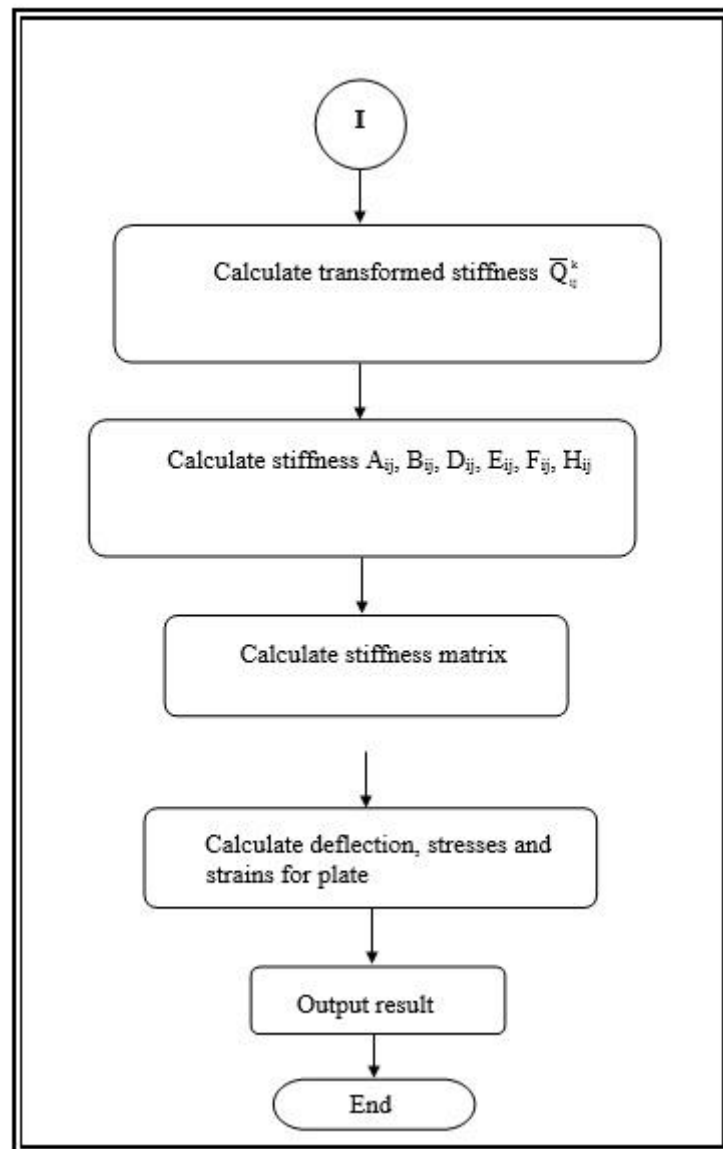 I
Calculate transformed stiffness Q̅ᵏᵢⱼ
Calculate stiffness Aᵢⱼ, Bᵢⱼ, Dᵢⱼ, Eᵢⱼ, Fᵢⱼ, Hᵢⱼ
Calculate stiffness matrix
Calculate deflection, stresses and
strains for plate
Output result
End